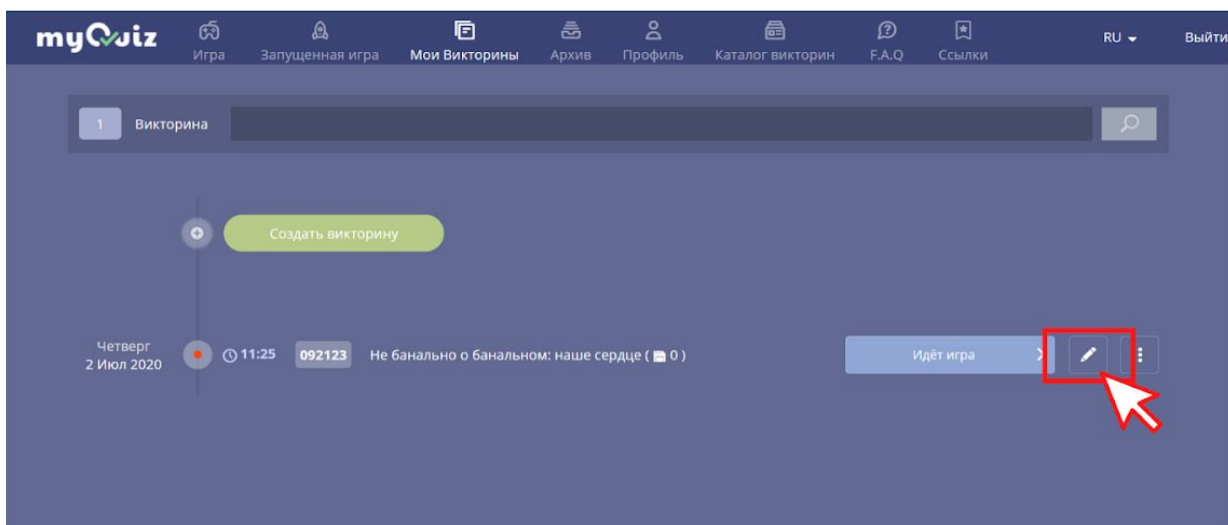 myQuiz
Игра
Запущенная игра
Мои Викторины
Архив
Профиль
Каталог викторин
F.A.Q
Ссылки
RU
Выйти
1 Викторина
Создать викторину
Четверг
2 Июл 2020
11:25 092123 Не банально о банальном: наше сердце ( 0 ) Идёт игра